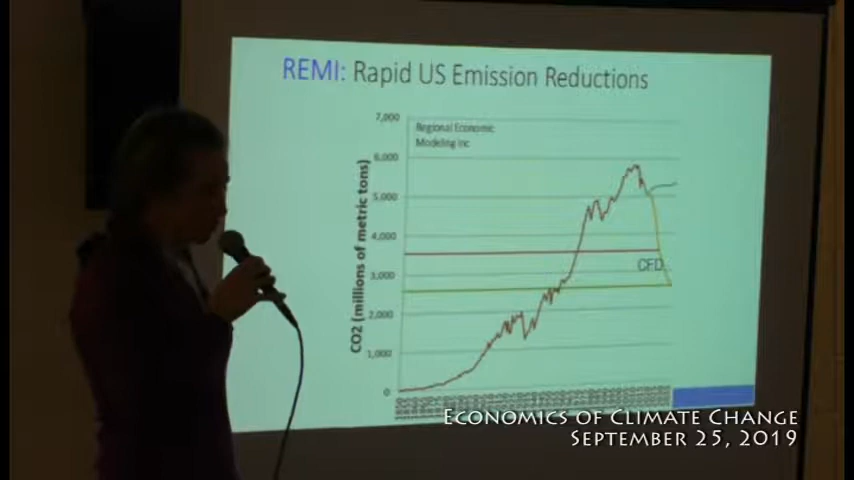 REMI: Rapid US Emission Reductions
Regional Economic
Modeling Inc
CO2 (millions of metric tons)
7,000
6,000
5,000
4,000
3,000
2,000
1,000
0
CFD
ECONOMICS OF CLIMATE CHANGE
SEPTEMBER 25, 2019